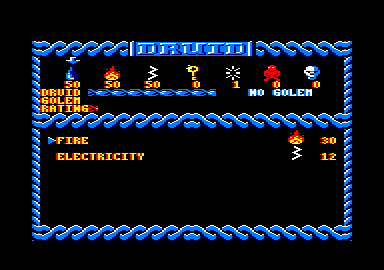 DRUID
50 50 50 0 1 0 0
DRUID NO GOLEM
GOLEM
RATING
FIRE 30
ELECTRICITY 12